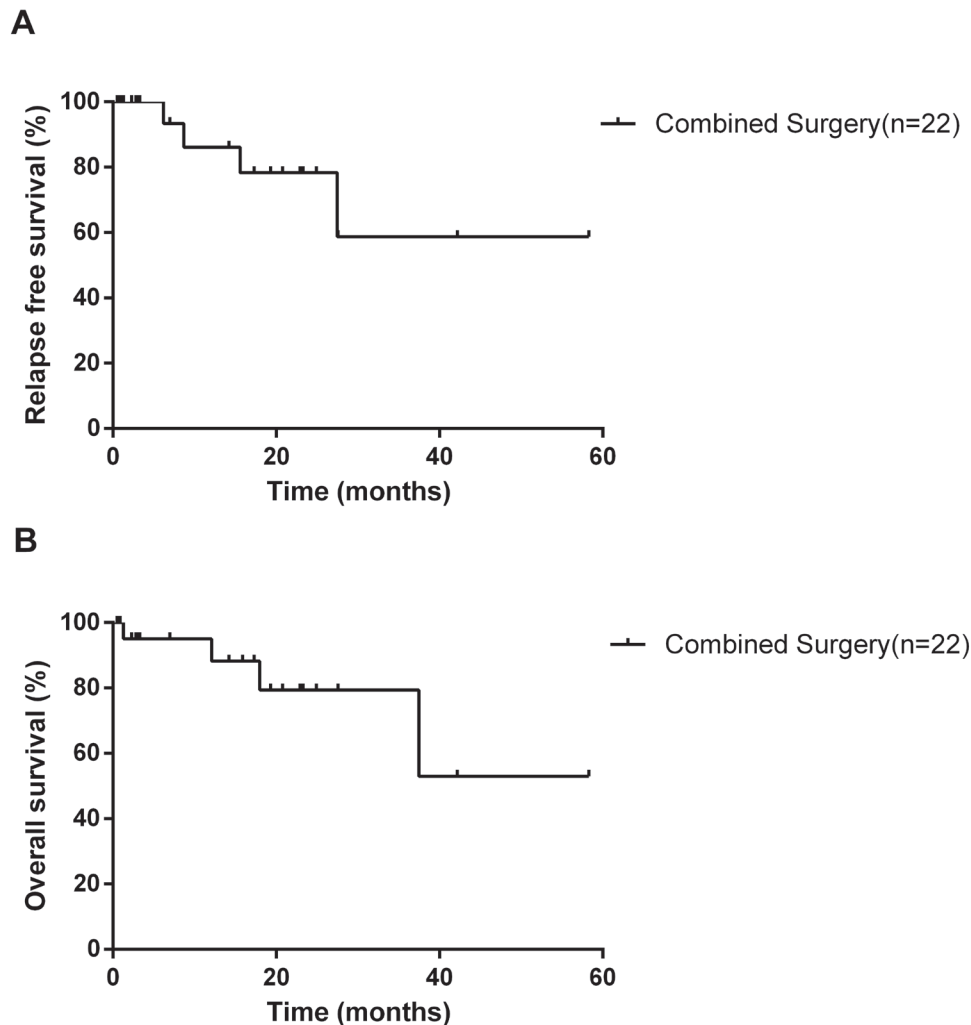 A
Relapse free survival (%)
100
80
60
40
20
0
0 20 40 60
Time (months)
Combined Surgery(n=22)
B
Overall survival (%)
100
80
60
40
20
0
0 20 40 60
Time (months)
Combined Surgery(n=22)